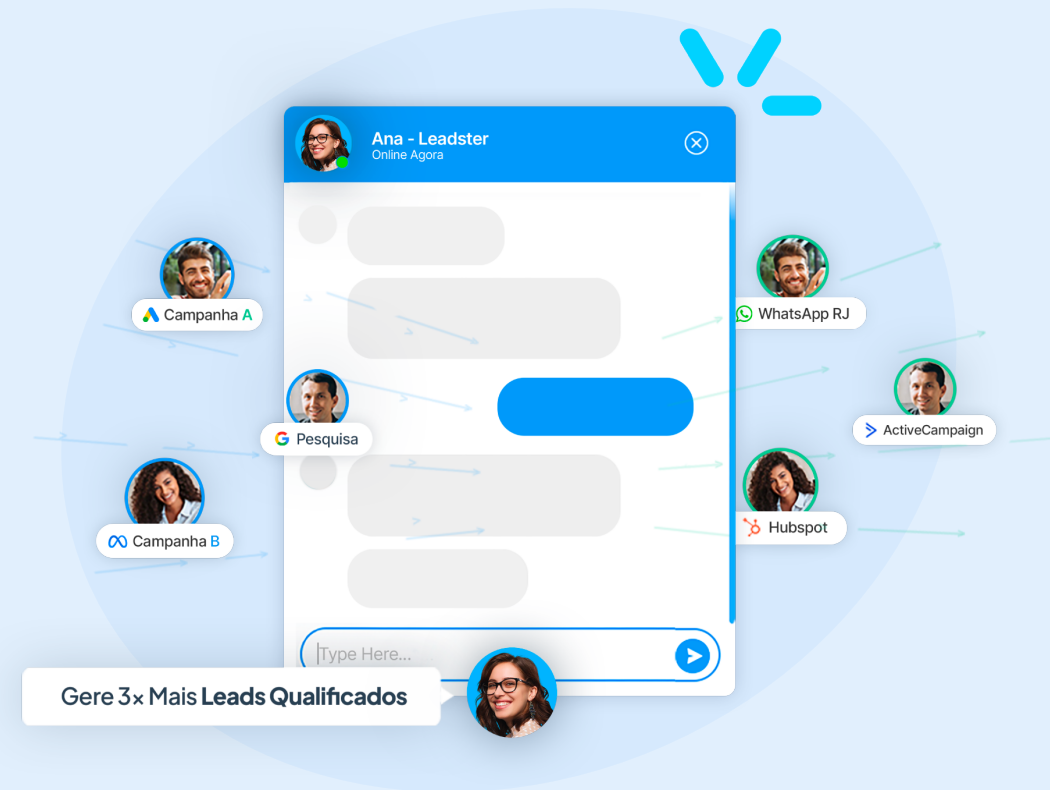 Ana - Leadster
Online Agora
Campanha A
WhatsApp RJ
Pesquisa
ActiveCampaign
Campanha B
Hubspot
Type Here...
Gere 3x Mais Leads Qualificados